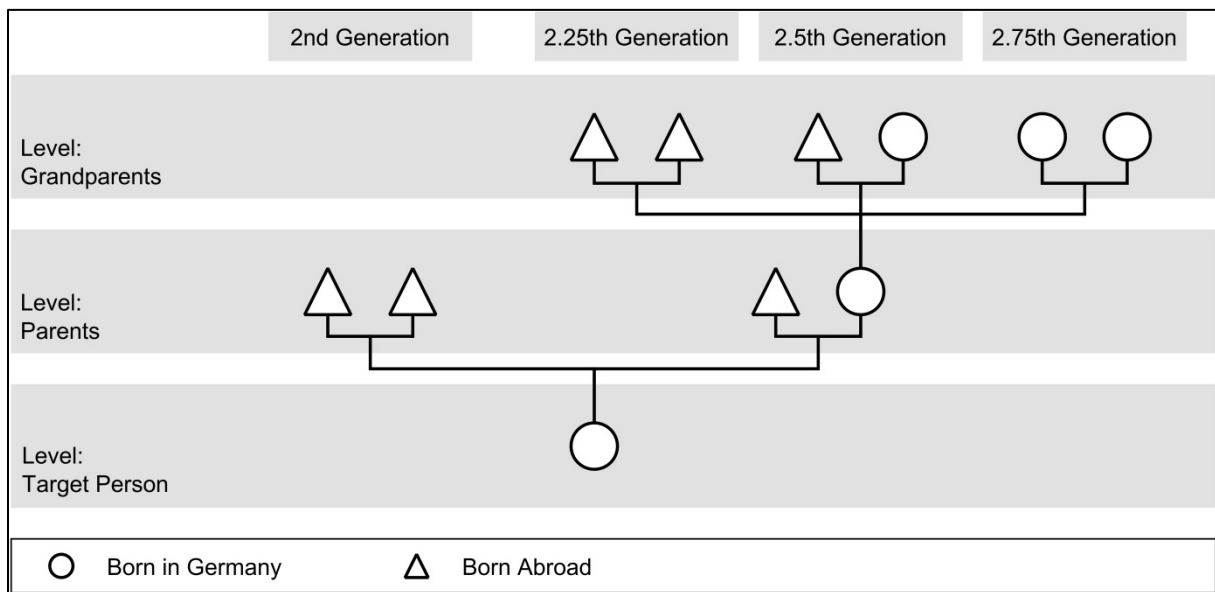 2nd Generation
2.25th Generation
2.5th Generation
2.75th Generation
Level:
Grandparents
Level:
Parents
Level:
Target Person
Born in Germany
Born Abroad